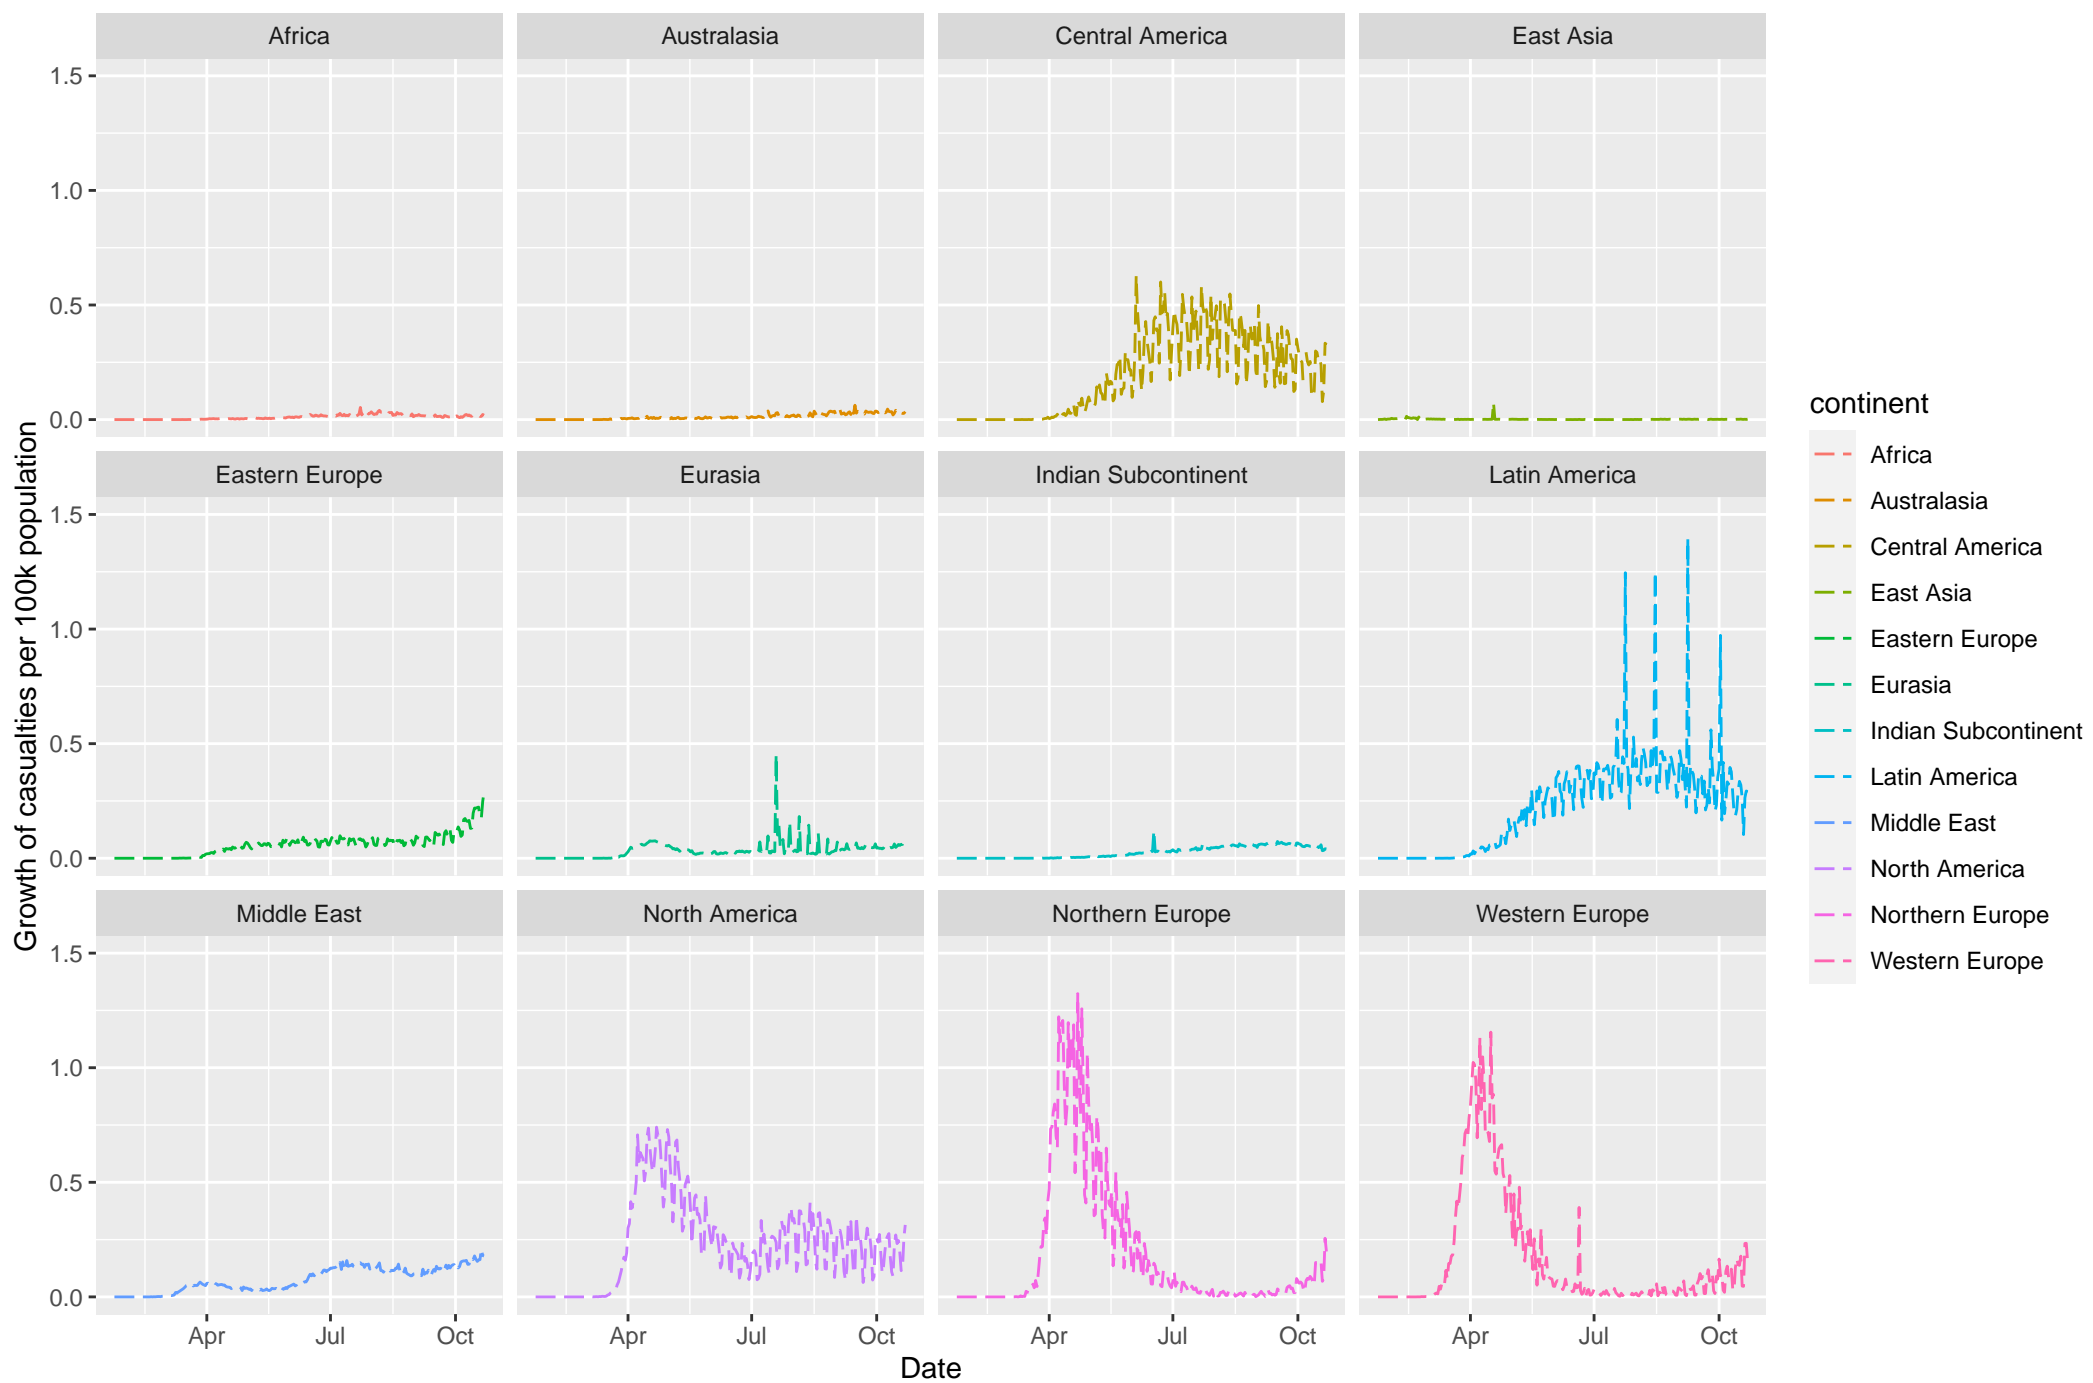 Africa
Australasia
Central America
East Asia
1.5
1.0
0.5
0.0
Eastern Europe
Eurasia
Indian Subcontinent
Latin America
1.5
1.0
0.5
0.0
Middle East
North America
Northern Europe
Western Europe
1.5
1.0
0.5
0.0
Apr Jul Oct
Apr Jul Oct
Apr Jul Oct
Apr Jul Oct
Date
Growth of casualties per 100k population
continent
Africa
Australasia
Central America
East Asia
Eastern Europe
Eurasia
Indian Subcontinent
Latin America
Middle East
North America
Northern Europe
Western Europe